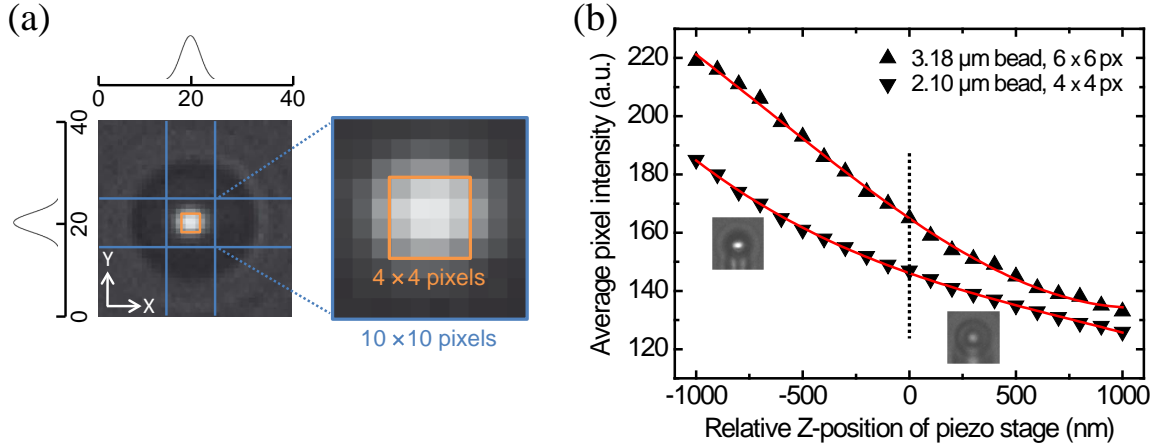 (a)
0 20 40
40
20
0
Y
X
4 × 4 pixels
10 × 10 pixels
(b)
Average pixel intensity (a.u.)
220
200
180
160
140
120
▲ 3.18 µm bead, 6 x 6 px
▼ 2.10 µm bead, 4 x 4 px
-1000 -500 0 500 1000
Relative Z-position of piezo stage (nm)